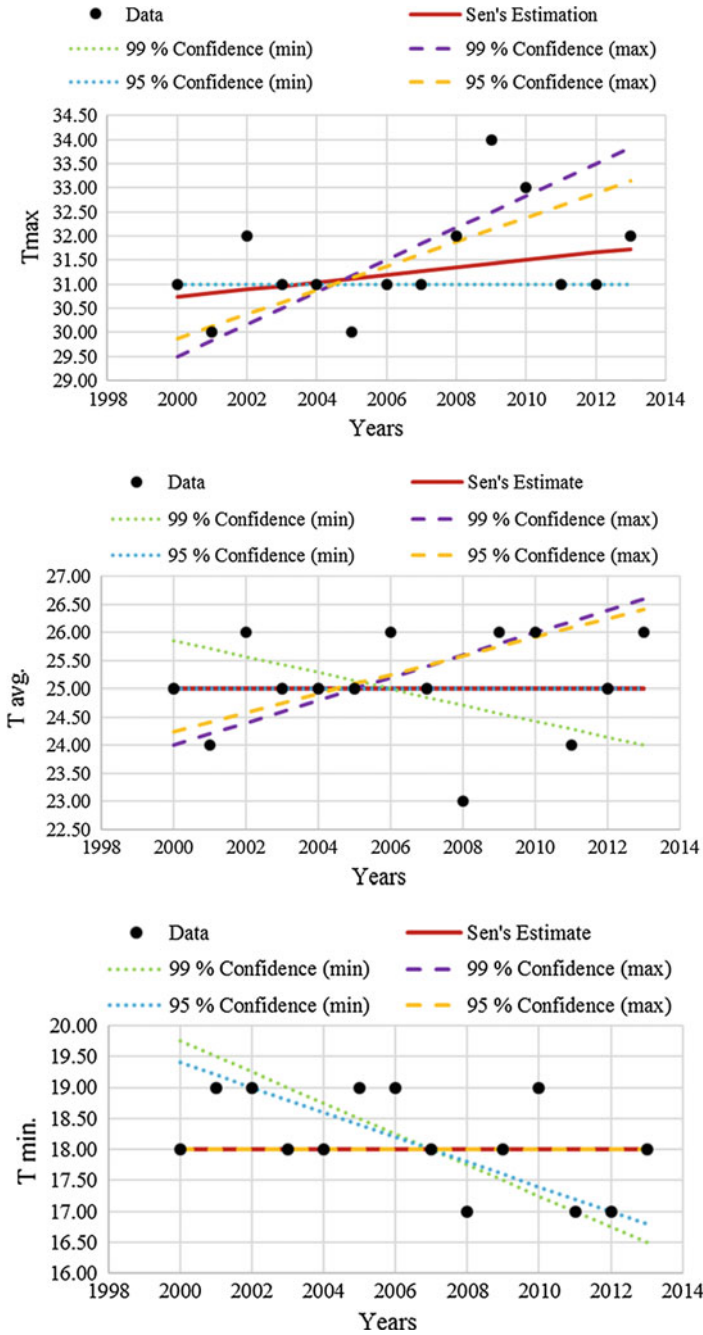 Data Sen's Estimation
99 % Confidence (min) 99 % Confidence (max)
95 % Confidence (min) 95 % Confidence (max)
34.50
34.00
33.50
33.00
32.50
32.00
31.50
31.00
30.50
30.00
29.50
29.00
Tmax
1998 2000 2002 2004 2006 2008 2010 2012 2014
Years
Data Sen's Estimate
99 % Confidence (min) 99 % Confidence (max)
95 % Confidence (min) 95 % Confidence (max)
27.00
26.50
26.00
25.50
25.00
24.50
24.00
23.50
23.00
22.50
T avg.
1998 2000 2002 2004 2006 2008 2010 2012 2014
Years
Data Sen's Estimate
99 % Confidence (min) 99 % Confidence (max)
95 % Confidence (min) 95 % Confidence (max)
20.00
19.50
19.00
18.50
18.00
17.50
17.00
16.50
16.00
T min.
1998 2000 2002 2004 2006 2008 2010 2012 2014
Years